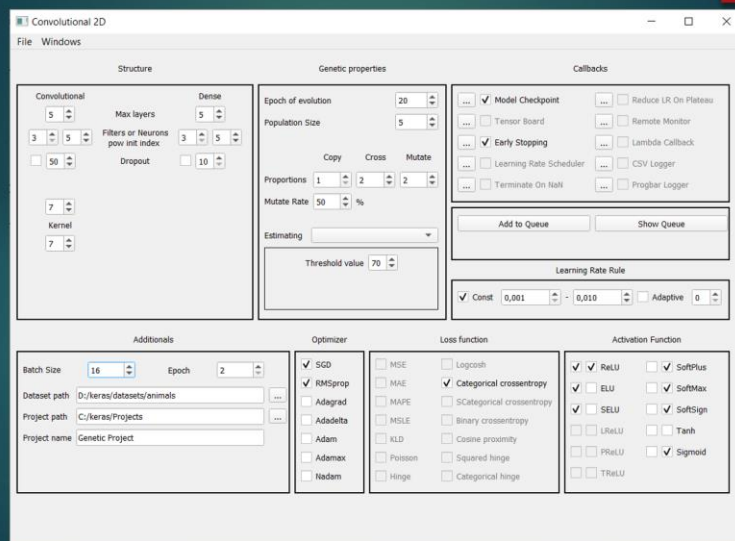 Convolutional 2D
File Windows
Structure
Convolutional Dense
5 Max layers 5
3 5 Filters or Neurons pow init index 3 5
50 Dropout 10
7
Kernel
7
Genetic properties
Epoch of evolution 20
Population Size 5
Copy Cross Mutate
Proportions 1 2 2
Mutate Rate 50 %
Estimating
Threshold value 70
Callbacks
... Model Checkpoint ... Reduce LR On Plateau
... Tensor Board ... Remote Monitor
... Early Stopping ... Lambda Callback
... Learning Rate Scheduler ... CSV Logger
... Terminate On NaN ... Progbar Logger
Add to Queue Show Queue
Learning Rate Rule
Const 0,001 - 0,010 Adaptive 0
Additionals
Batch Size 16 Epoch 2
Dataset path D:/keras/datasets/animals ...
Project path C:/keras/Projects ...
Project name Genetic Project
Optimizer
SGD
RMSprop
Adagrad
Adadelta
Adam
Adamax
Nadam
Loss function
MSE Logcosh
MAE Categorical crossentropy
MAPE SCategorical crossentropy
MSLE Binary crossentropy
KLD Cosine proximity
Poisson Squared hinge
Hinge Categorical hinge
Activation Function
ReLU SoftPlus
ELU SoftMax
SELU SoftSign
LReLU Tanh
PReLU Sigmoid
TReLU